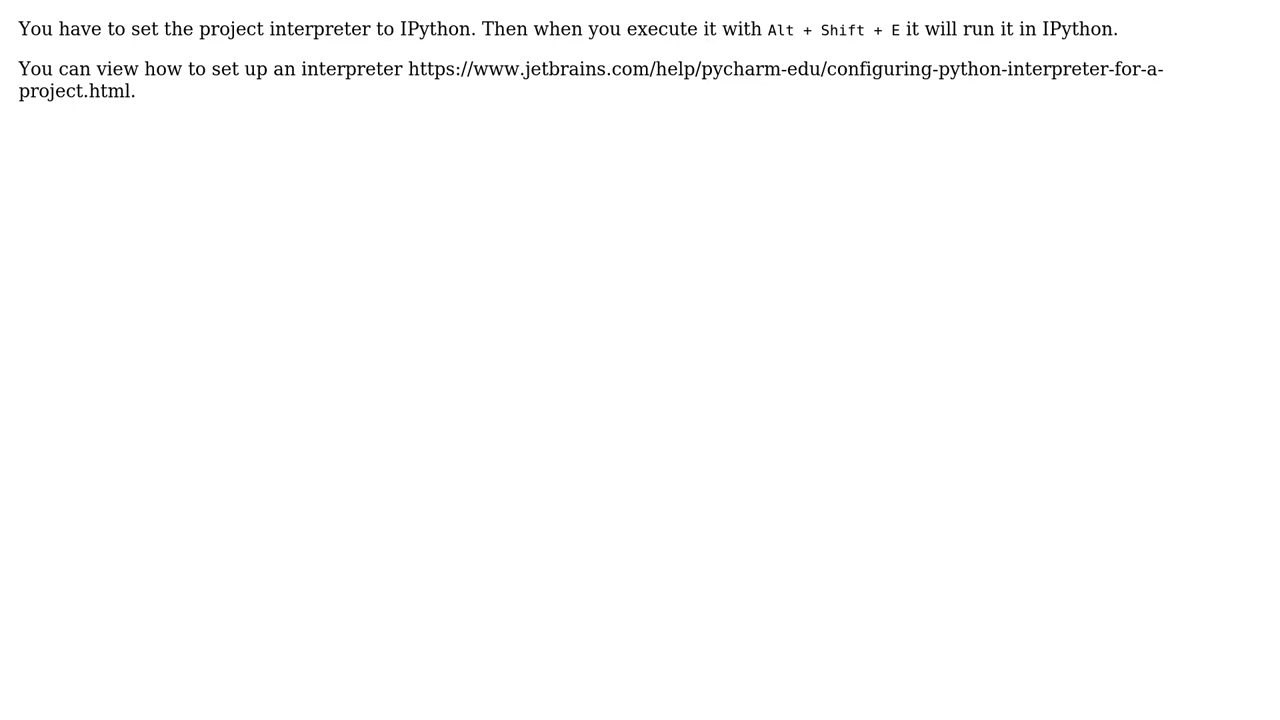 You have to set the project interpreter to IPython. Then when you execute it with Alt + Shift + E it will run it in IPython.
You can view how to set up an interpreter https://www.jetbrains.com/help/pycharm-edu/configuring-python-interpreter-for-a-
project.html.